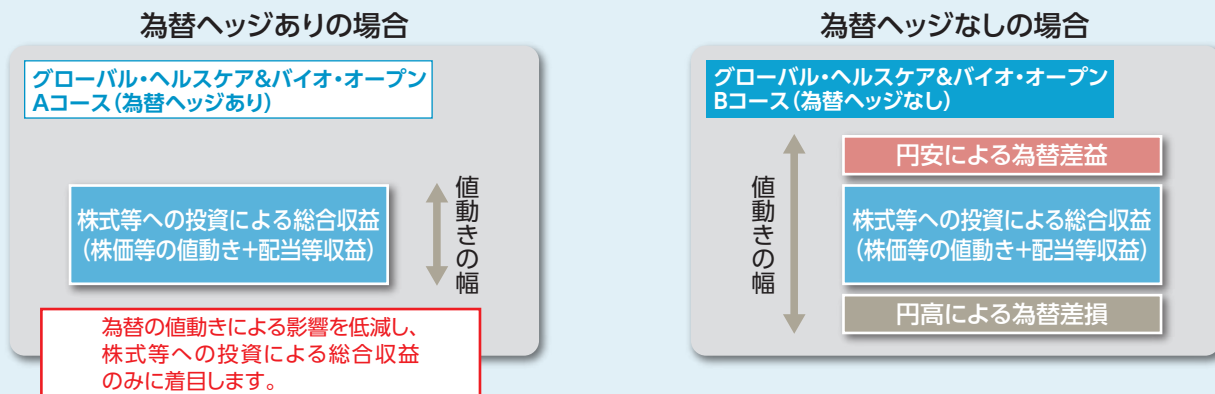 為替ヘッジありの場合
グローバル・ヘルスケア&バイオ・オープン
Aコース(為替ヘッジあり)
株式等への投資による総合収益
(株価等の値動き+配当等収益)
値動きの幅
為替の値動きによる影響を低減し、
株式等への投資による総合収益
のみに着目します。
為替ヘッジなしの場合
グローバル・ヘルスケア&バイオ・オープン
Bコース(為替ヘッジなし)
値動きの幅
円安による為替差益
株式等への投資による総合収益
(株価等の値動き+配当等収益)
円高による為替差損